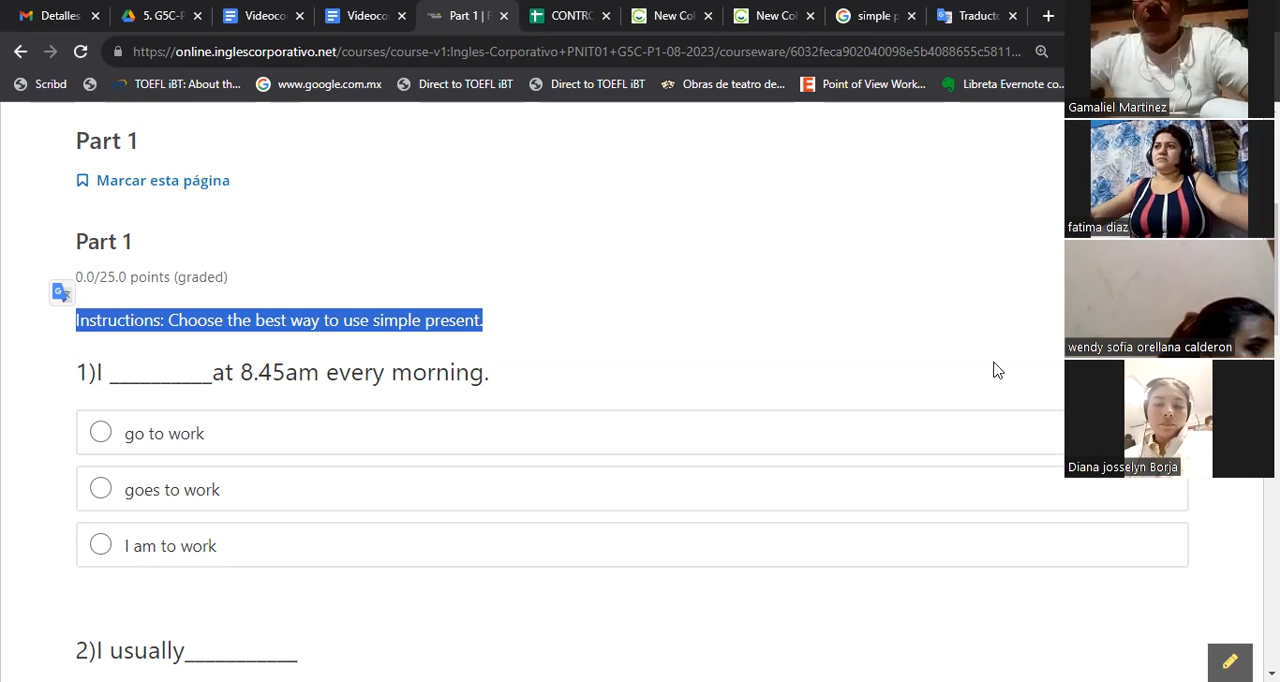 Detalles
5. G5C-F
Videoco
Videoco
Part 1 | F
CONTRC
New Col
New Col
simple p
Traducto
https://online.inglescorporativo.net/courses/course-v1:Ingles-Corporativo+PNIT01+G5C-P1-08-2023/courseware/6032feca902040098e5b4088655c5811...
Scribd
TOEFL iBT: About th...
www.google.com.mx
Direct to TOEFL iBT
Direct to TOEFL iBT
Obras de teatro de...
Point of View Work...
Libreta Evernote co...
Gamaliel Martinez
fatima diaz
wendy sofia orellana calderon
Diana josselyn Borja
Part 1
Marcar esta página
Part 1
0.0/25.0 points (graded)
Instructions: Choose the best way to use simple present.
1)I __________at 8.45am every morning.
go to work
goes to work
I am to work
2)I usually___________